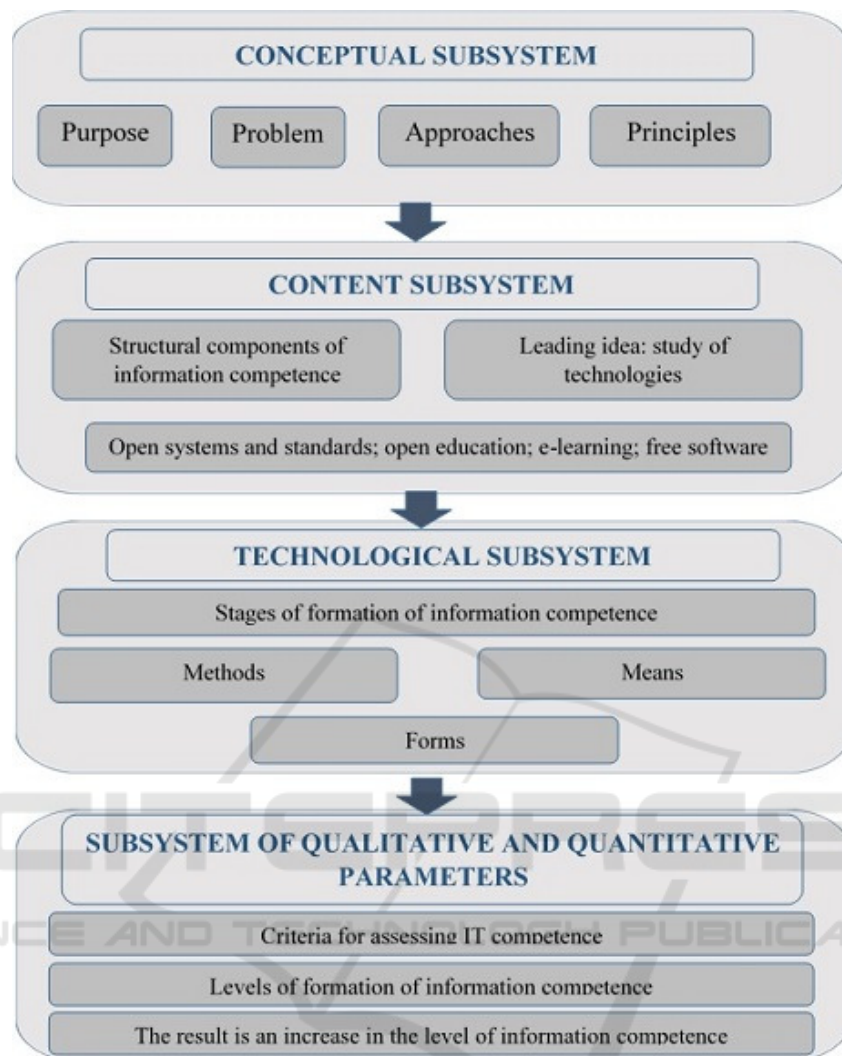 CONCEPTUAL SUBSYSTEM
Purpose Problem Approaches Principles
CONTENT SUBSYSTEM
Structural components of
information competence
Leading idea: study of
technologies
Open systems and standards; open education; e-learning; free software
TECHNOLOGICAL SUBSYSTEM
Stages of formation of information competence
Methods Means
Forms
SUBSYSTEM OF QUALITATIVE AND QUANTITATIVE
PARAMETERS
Criteria for assessing IT competence
Levels of formation of information competence
The result is an increase in the level of information competence